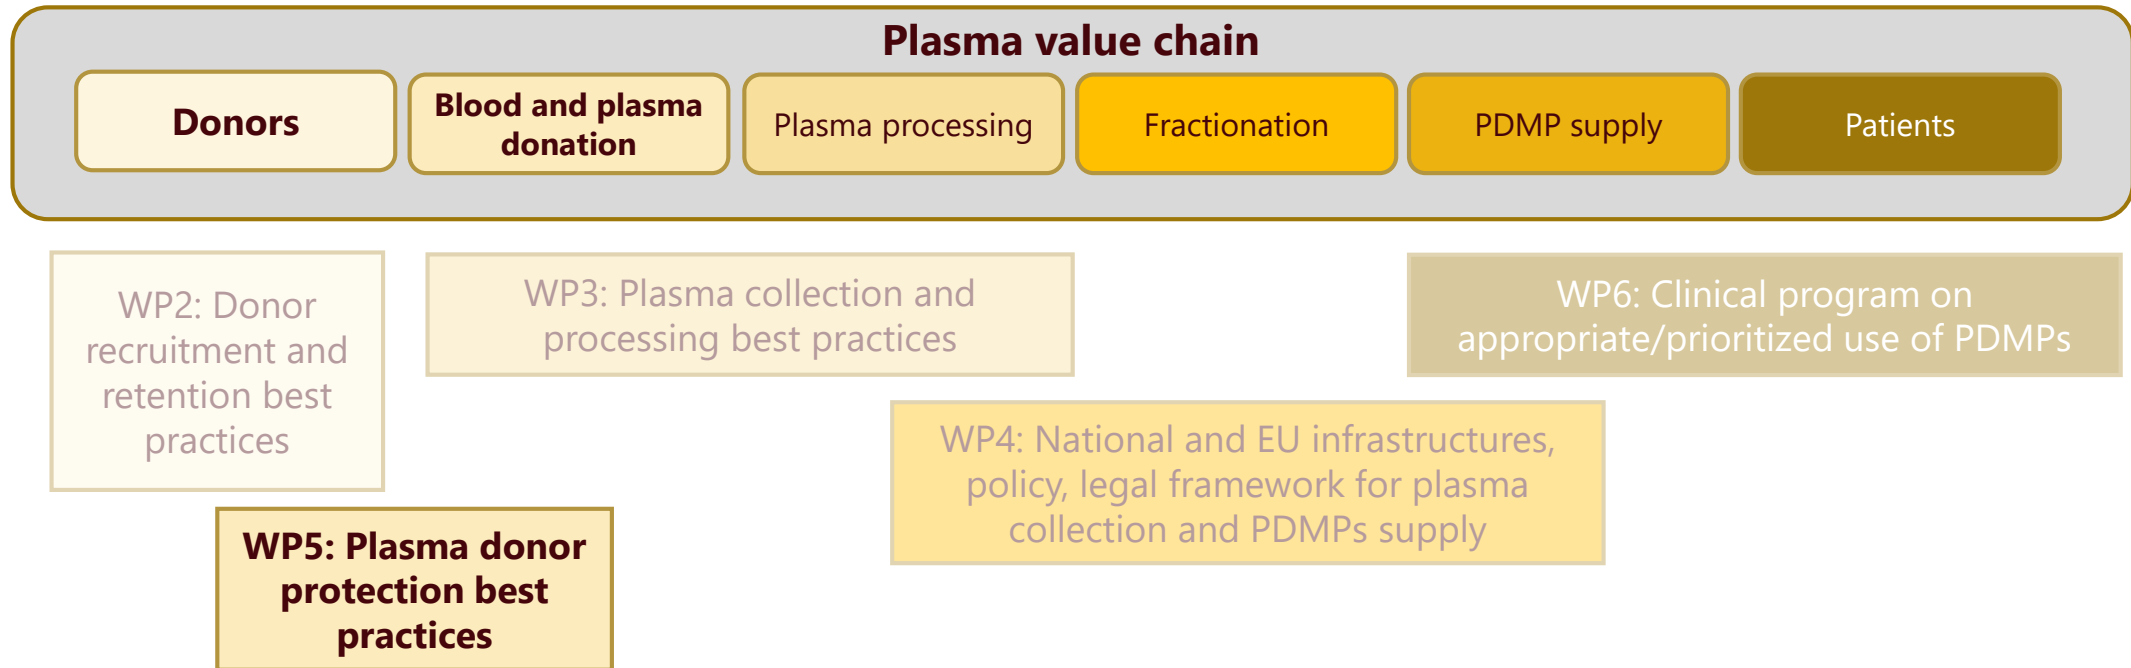 Plasma value chain
Donors
Blood and plasma
donation
Plasma processing
Fractionation
PDMP supply
Patients
WP2: Donor
recruitment and
retention best
practices
WP3: Plasma collection and
processing best practices
WP6: Clinical program on
appropriate/prioritized use of PDMPs
WP4: National and EU infrastructures,
policy, legal framework for plasma
collection and PDMPs supply
WP5: Plasma donor
protection best
practices